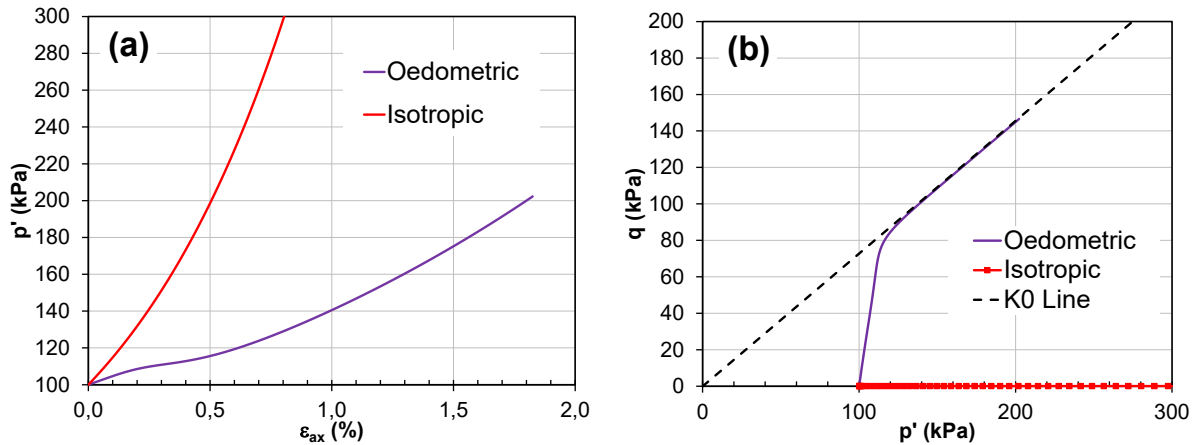 (a)
300
280
260
240
220
200
180
160
140
120
100
p' (kPa)
Oedometric
Isotropic
0,0 0,5 1,0 1,5 2,0
εax (%)
(b)
200
180
160
140
120
100
80
60
40
20
0
q (kPa)
Oedometric
Isotropic
K0 Line
0 100 200 300
p' (kPa)